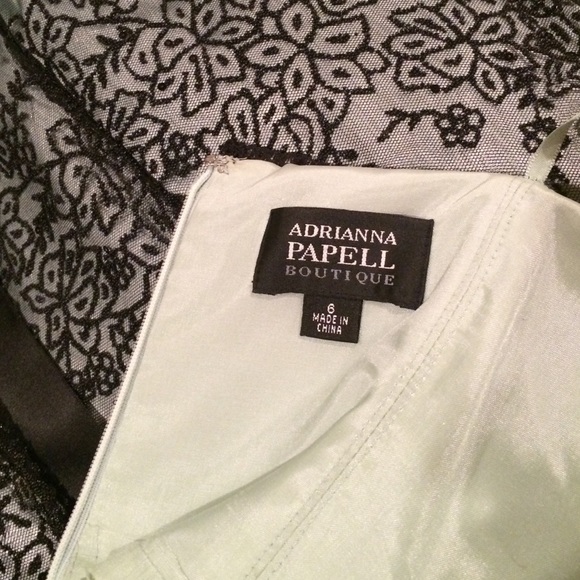 ADRIANNA
PAPELL
BOUTIQUE
6
MADE IN
CHINA